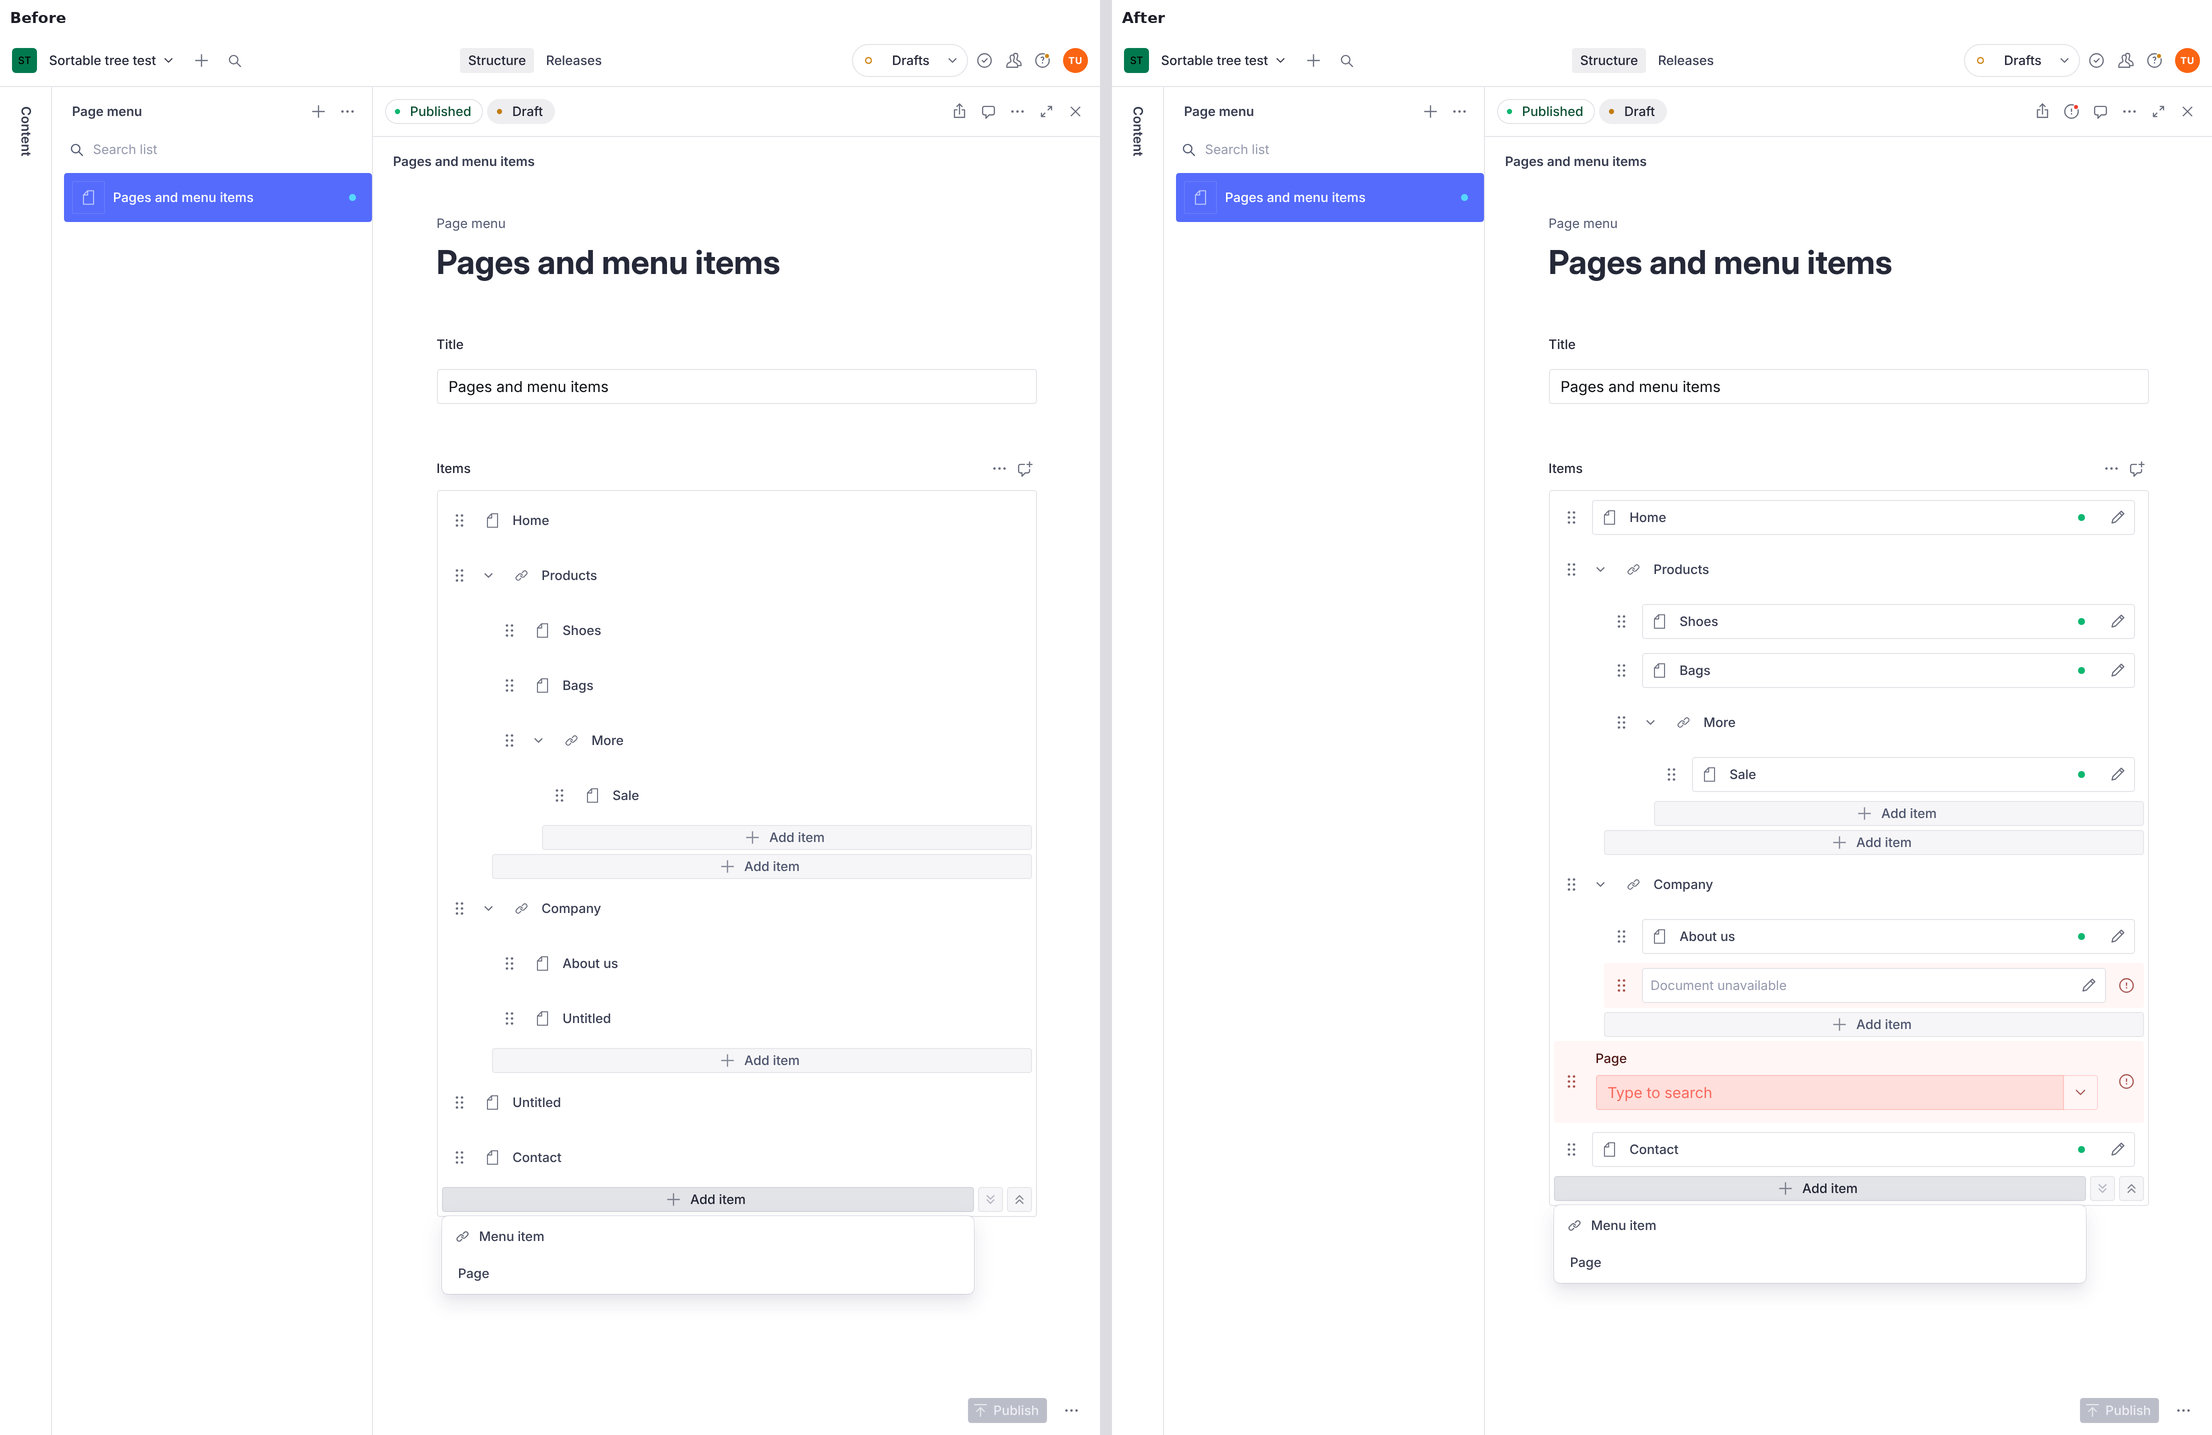 Before
ST Sortable tree test Structure Releases Drafts ? TU
Content
Page menu
Published Draft
Search list
Pages and menu items
Pages and menu items
Page menu
Pages and menu items
Title
Pages and menu items
Items
Home
Products
Shoes
Bags
More
Sale
Add item
Add item
Company
About us
Untitled
Add item
Untitled
Contact
Add item
Menu item
Page
Publish
After
ST Sortable tree test Structure Releases Drafts ? TU
Content
Page menu
Published Draft
Search list
Pages and menu items
Pages and menu items
Page menu
Pages and menu items
Title
Pages and menu items
Items
Home
Products
Shoes
Bags
More
Sale
Add item
Add item
Company
About us
Document unavailable
Add item
Page
Type to search
Contact
Add item
Menu item
Page
Publish